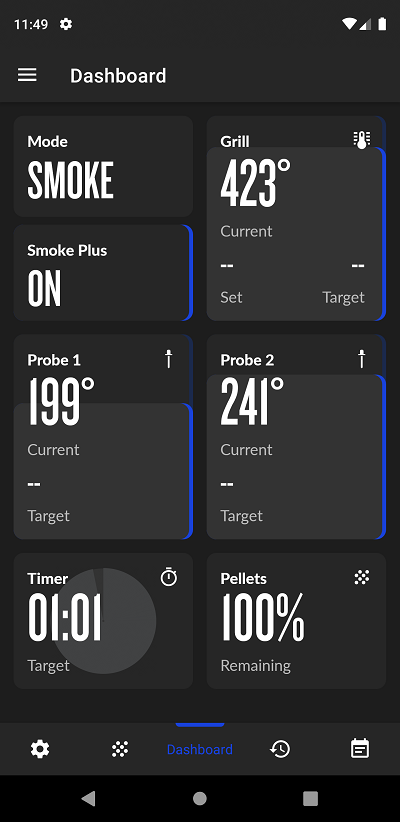 11:49
Dashboard
Mode
SMOKE
Smoke Plus
ON
Grill
423°
Current
-- --
Set Target
Probe 1
199°
Current
--
Target
Probe 2
241°
Current
--
Target
Timer
01:01
Target
Pellets
100%
Remaining
Dashboard